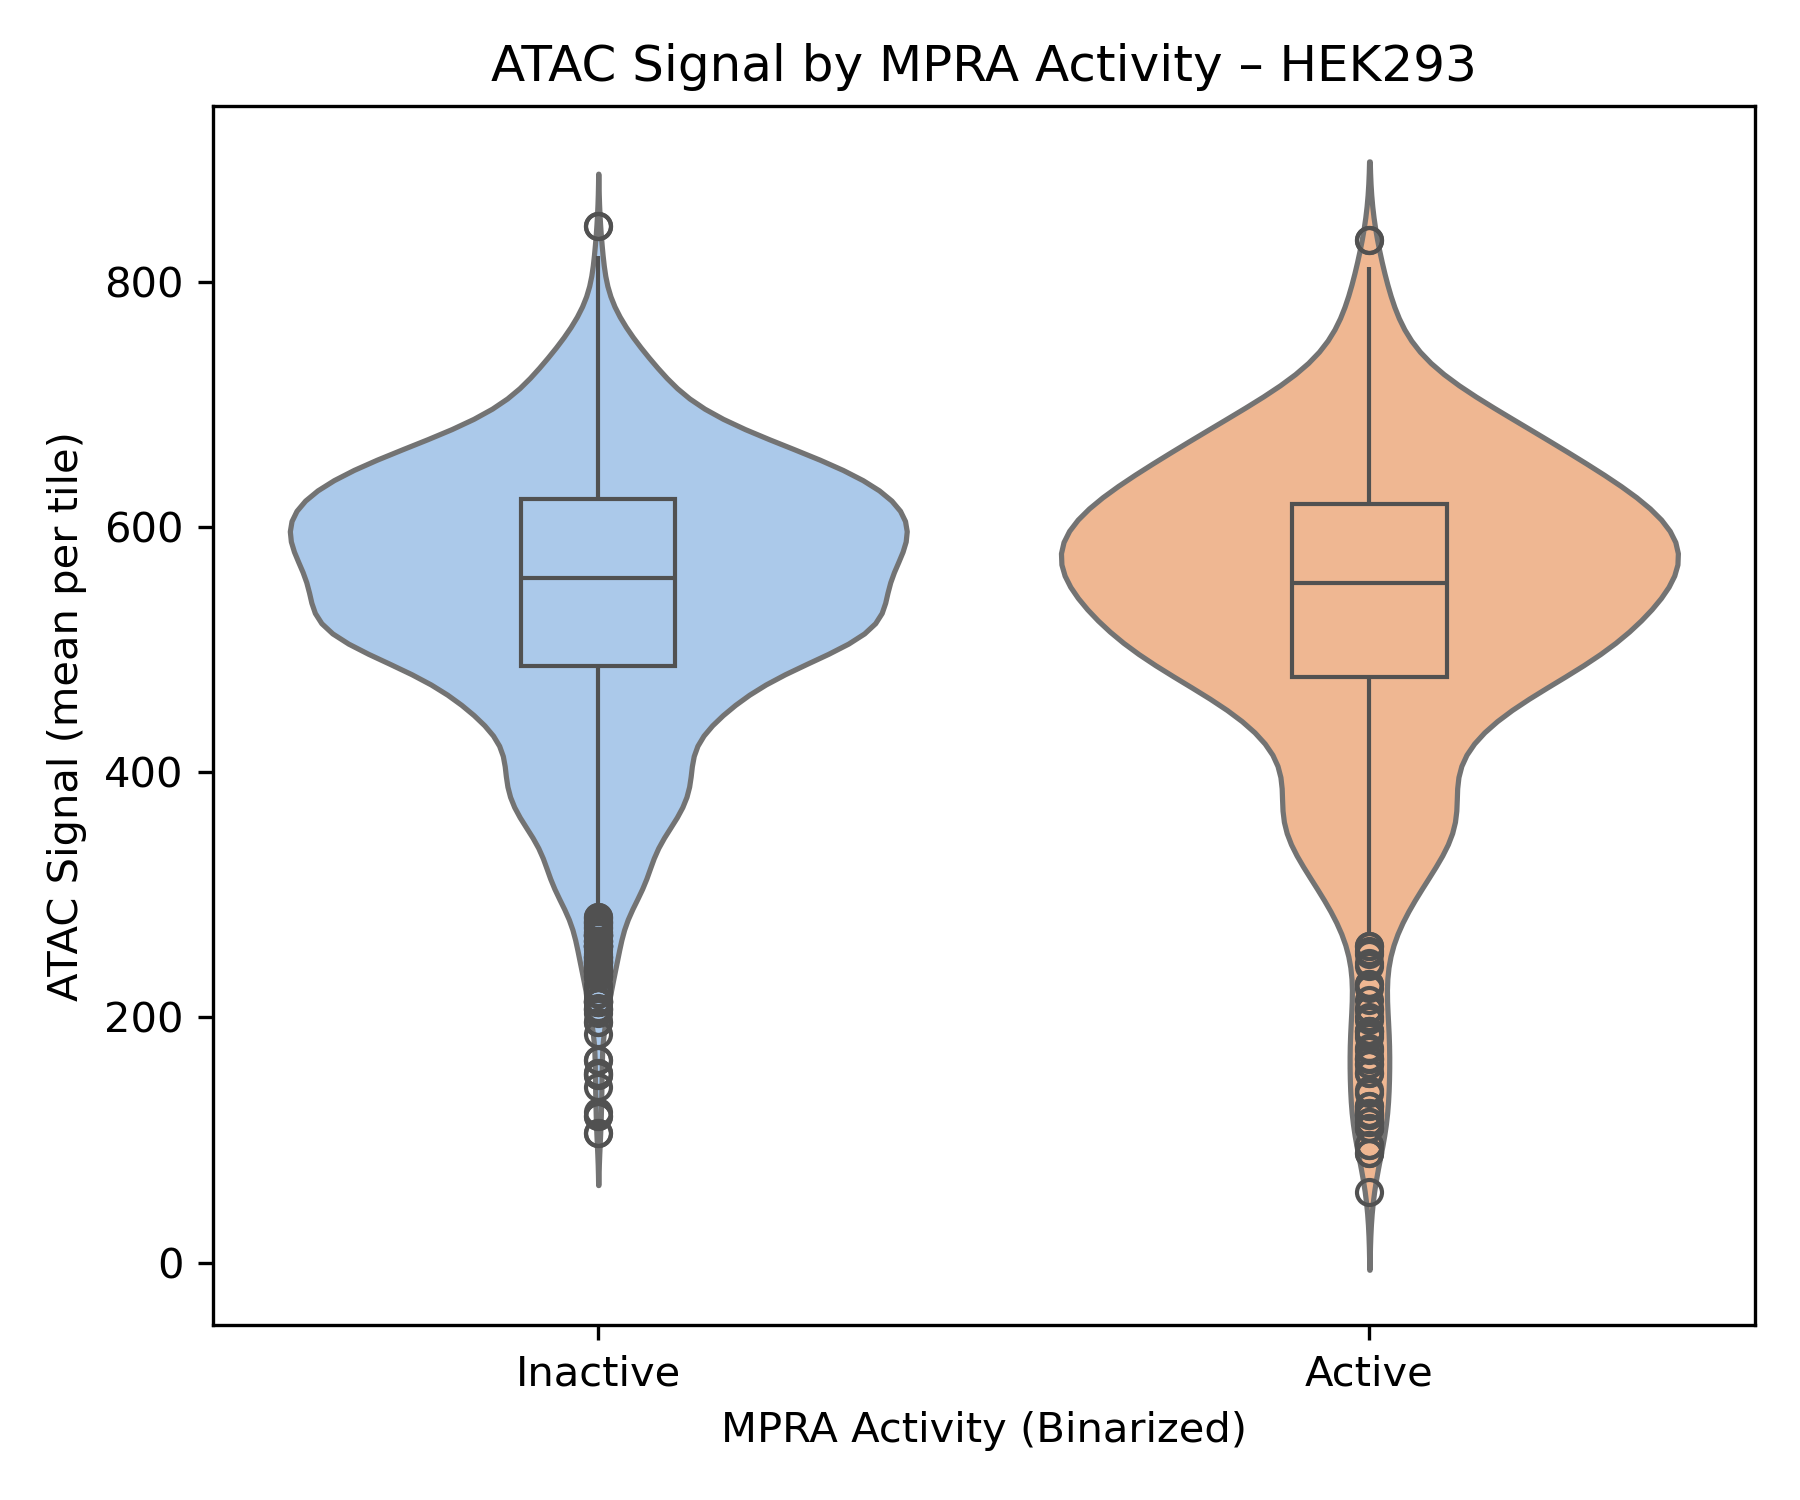 ATAC Signal by MPRA Activity – HEK293
ATAC Signal (mean per tile)
800
600
400
200
0
Inactive
Active
MPRA Activity (Binarized)